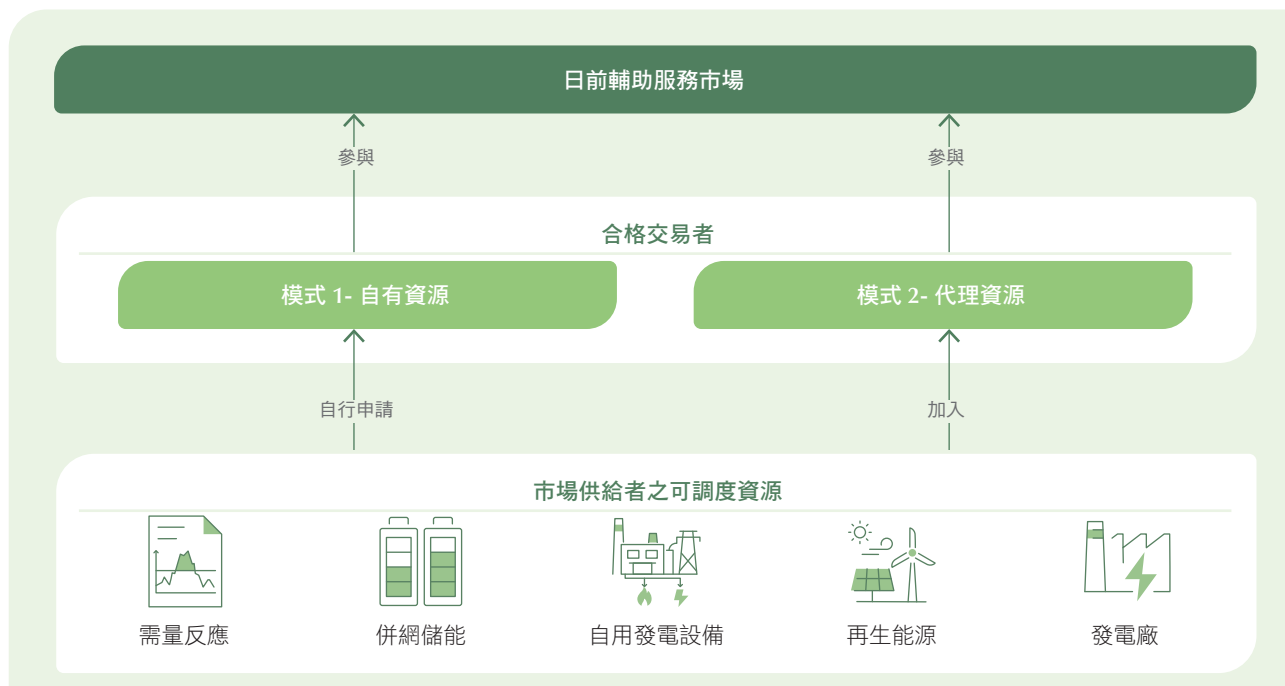 日前輔助服務市場
參與
參與
合格交易者
模式 1- 自有資源
模式 2- 代理資源
自行申請
加入
市場供給者之可調度資源
需量反應
併網儲能
自用發電設備
再生能源
發電廠